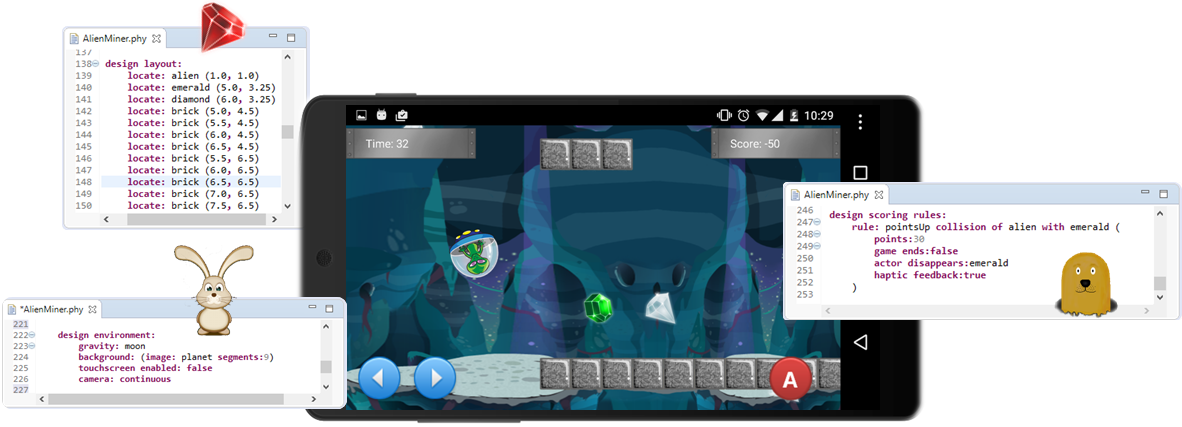 AlienMiner.phy
137
138 design layout:
139 locate: alien (1.0, 1.0)
140 locate: emerald (5.0, 3.25)
141 locate: diamond (6.0, 3.25)
142 locate: brick (5.0, 4.5)
143 locate: brick (5.5, 4.5)
144 locate: brick (6.0, 4.5)
145 locate: brick (6.5, 4.5)
146 locate: brick (5.5, 6.5)
147 locate: brick (6.0, 6.5)
148 locate: brick (6.5, 6.5)
149 locate: brick (7.0, 6.5)
150 locate: brick (7.5, 6.5)
10:29
Time: 32
Score: -50
A
AlienMiner.phy
246
247 design scoring rules:
248 rule: pointsUp collision of alien with emerald (
249 points:30
250 game ends:false
251 actor disappears:emerald
252 haptic feedback:true
253 )
*AlienMiner.phy
221
222 design environment:
223 gravity: moon
224 background: (image: planet segments:9)
225 touchscreen enabled: false
226 camera: continuous
227